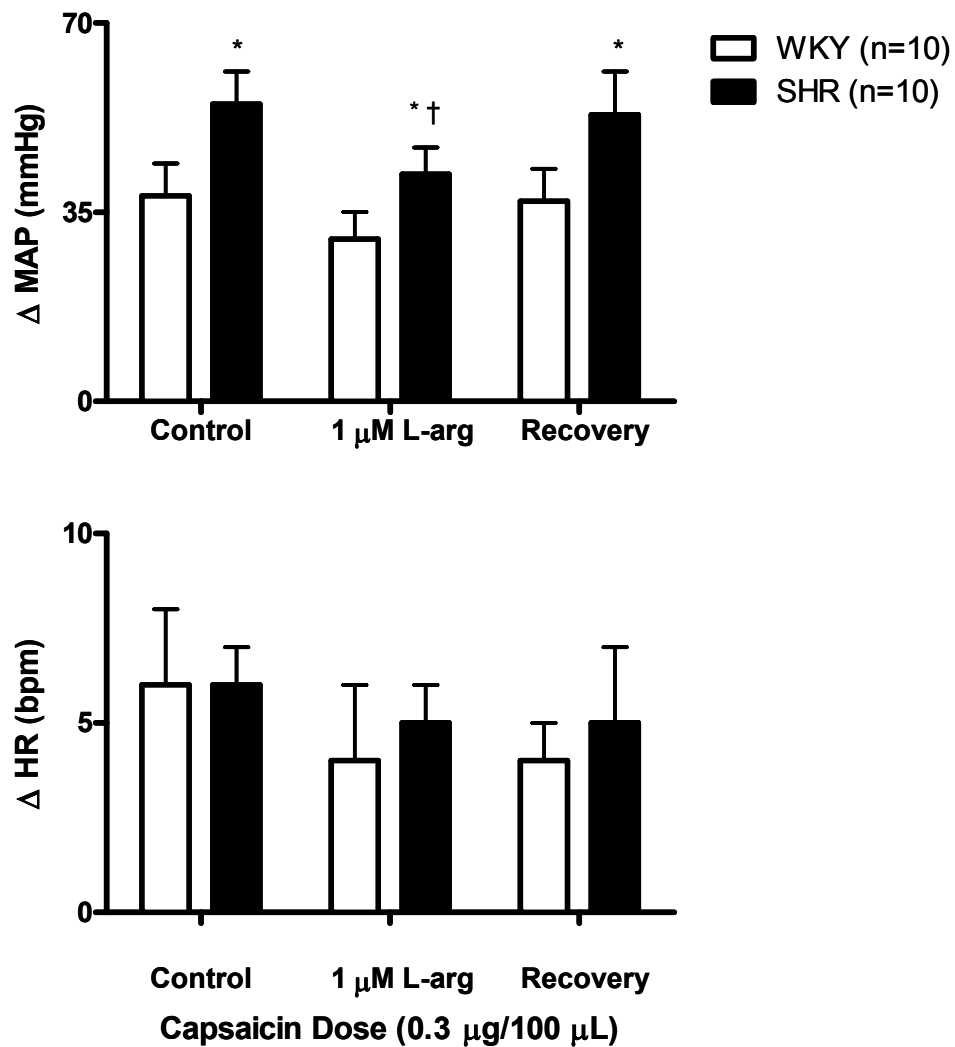 70
*
*
WKY (n=10)
SHR (n=10)
* †
Δ MAP (mmHg)
35
0
Control
1 μM L-arg
Recovery
10
Δ HR (bpm)
5
0
Control
1 μM L-arg
Recovery
Capsaicin Dose (0.3 μg/100 μL)